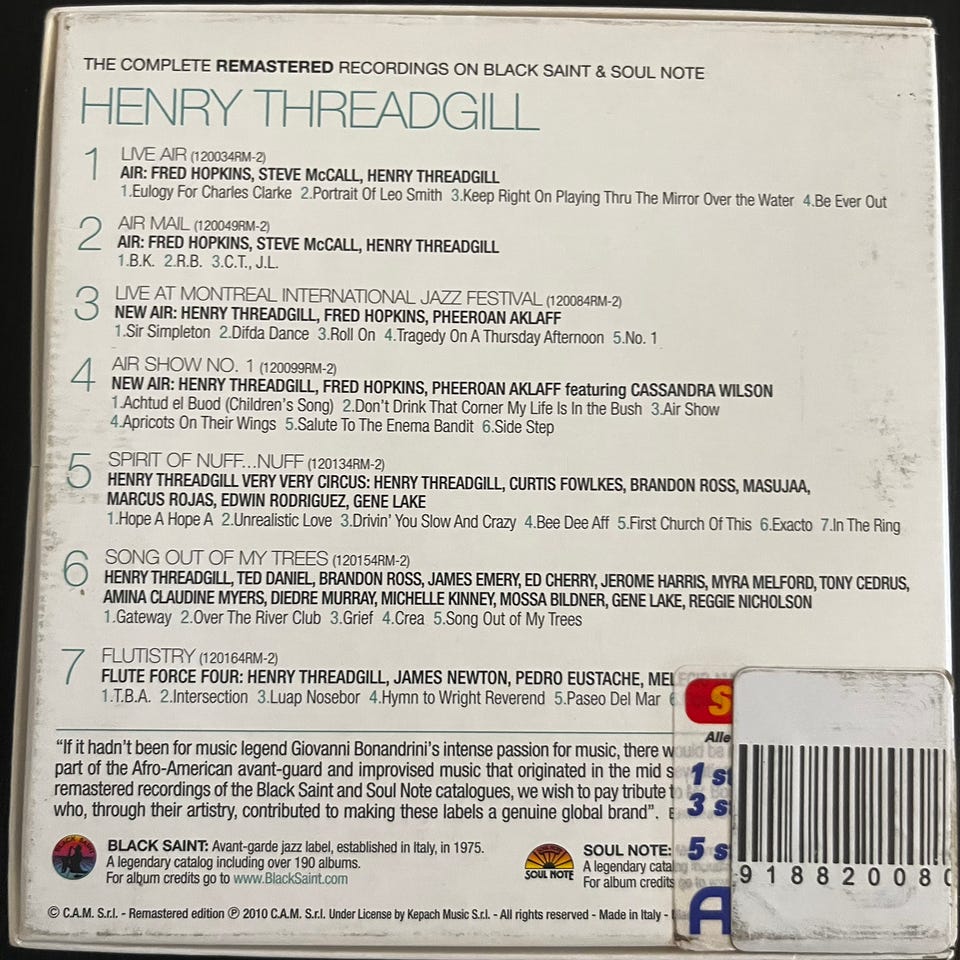 THE COMPLETE REMASTERED RECORDINGS ON BLACK SAINT & SOUL NOTE
HENRY THREADGILL
1 LIVE AIR (120034RM-2)
AIR: FRED HOPKINS, STEVE McCALL, HENRY THREADGILL
1.Eulogy For Charles Clarke 2.Portrait Of Leo Smith 3.Keep Right On Playing Thru The Mirror Over the Water 4.Be Ever Out
2 AIR MAIL (120049RM-2)
AIR: FRED HOPKINS, STEVE McCALL, HENRY THREADGILL
1.B.K. 2.R.B. 3.C.T., J.L.
3 LIVE AT MONTREAL INTERNATIONAL JAZZ FESTIVAL (120084RM-2)
NEW AIR: HENRY THREADGILL, FRED HOPKINS, PHEEROAN AKLAFF
1.Sir Simpleton 2.Difda Dance 3.Roll On 4.Tragedy On A Thursday Afternoon 5.No. 1
4 AIR SHOW NO. 1 (120099RM-2)
NEW AIR: HENRY THREADGILL, FRED HOPKINS, PHEEROAN AKLAFF featuring CASSANDRA WILSON
1.Achtud el Buod (Children's Song) 2.Don't Drink That Corner My Life Is In the Bush 3.Air Show
4.Apricots On Their Wings 5.Salute To The Enema Bandit 6.Side Step
5 SPIRIT OF NUFF...NUFF (120134RM-2)
HENRY THREADGILL VERY VERY CIRCUS: HENRY THREADGILL, CURTIS FOWLKES, BRANDON ROSS, MASUJAA,
MARCUS ROJAS, EDWIN RODRIGUEZ, GENE LAKE
1.Hope A Hope A 2.Unrealistic Love 3.Drivin' You Slow And Crazy 4.Bee Dee Aff 5.First Church Of This 6.Exacto 7.In The Ring
6 SONG OUT OF MY TREES (120154RM-2)
HENRY THREADGILL, TED DANIEL, BRANDON ROSS, JAMES EMERY, ED CHERRY, JEROME HARRIS, MYRA MELFORD, TONY CEDRUS,
AMINA CLAUDINE MYERS, DIEDRE MURRAY, MICHELLE KINNEY, MOSSA BILDNER, GENE LAKE, REGGIE NICHOLSON
1.Gateway 2.Over The River Club 3.Grief 4.Crea 5.Song Out of My Trees
7 FLUTISTRY (120164RM-2)
FLUTE FORCE FOUR: HENRY THREADGILL, JAMES NEWTON, PEDRO EUSTACHE,
1.T.B.A. 2.Intersection 3.Luap Nosebor 4.Hymn to Wright Reverend 5.Paseo Del Mar
"If it hadn't been for music legend Giovanni Bonandrini's intense passion for music, there would be
part of the Afro-American avant-guard and improvised music that originated in the mid
remastered recordings of the Black Saint and Soul Note catalogues, we wish to pay tribute
who, through their artistry, contributed to making these labels a genuine global brand".
BLACK SAINT
BLACK SAINT: Avant-garde jazz label, established in Italy, in 1975.
A legendary catalog including over 190 albums.
For album credits go to www.BlackSaint.com
SOUL NOTE
SOUL NOTE:
A legendary
For album credits
© C.A.M. S.r.l. - Remastered edition ℗ 2010 C.A.M. S.r.l. Under License by Kepach Music S.r.l. - All rights reserved - Made in Italy -
S
Alle
1 s
3 s
5 s
A
9 1 8 8 2 0 0 8